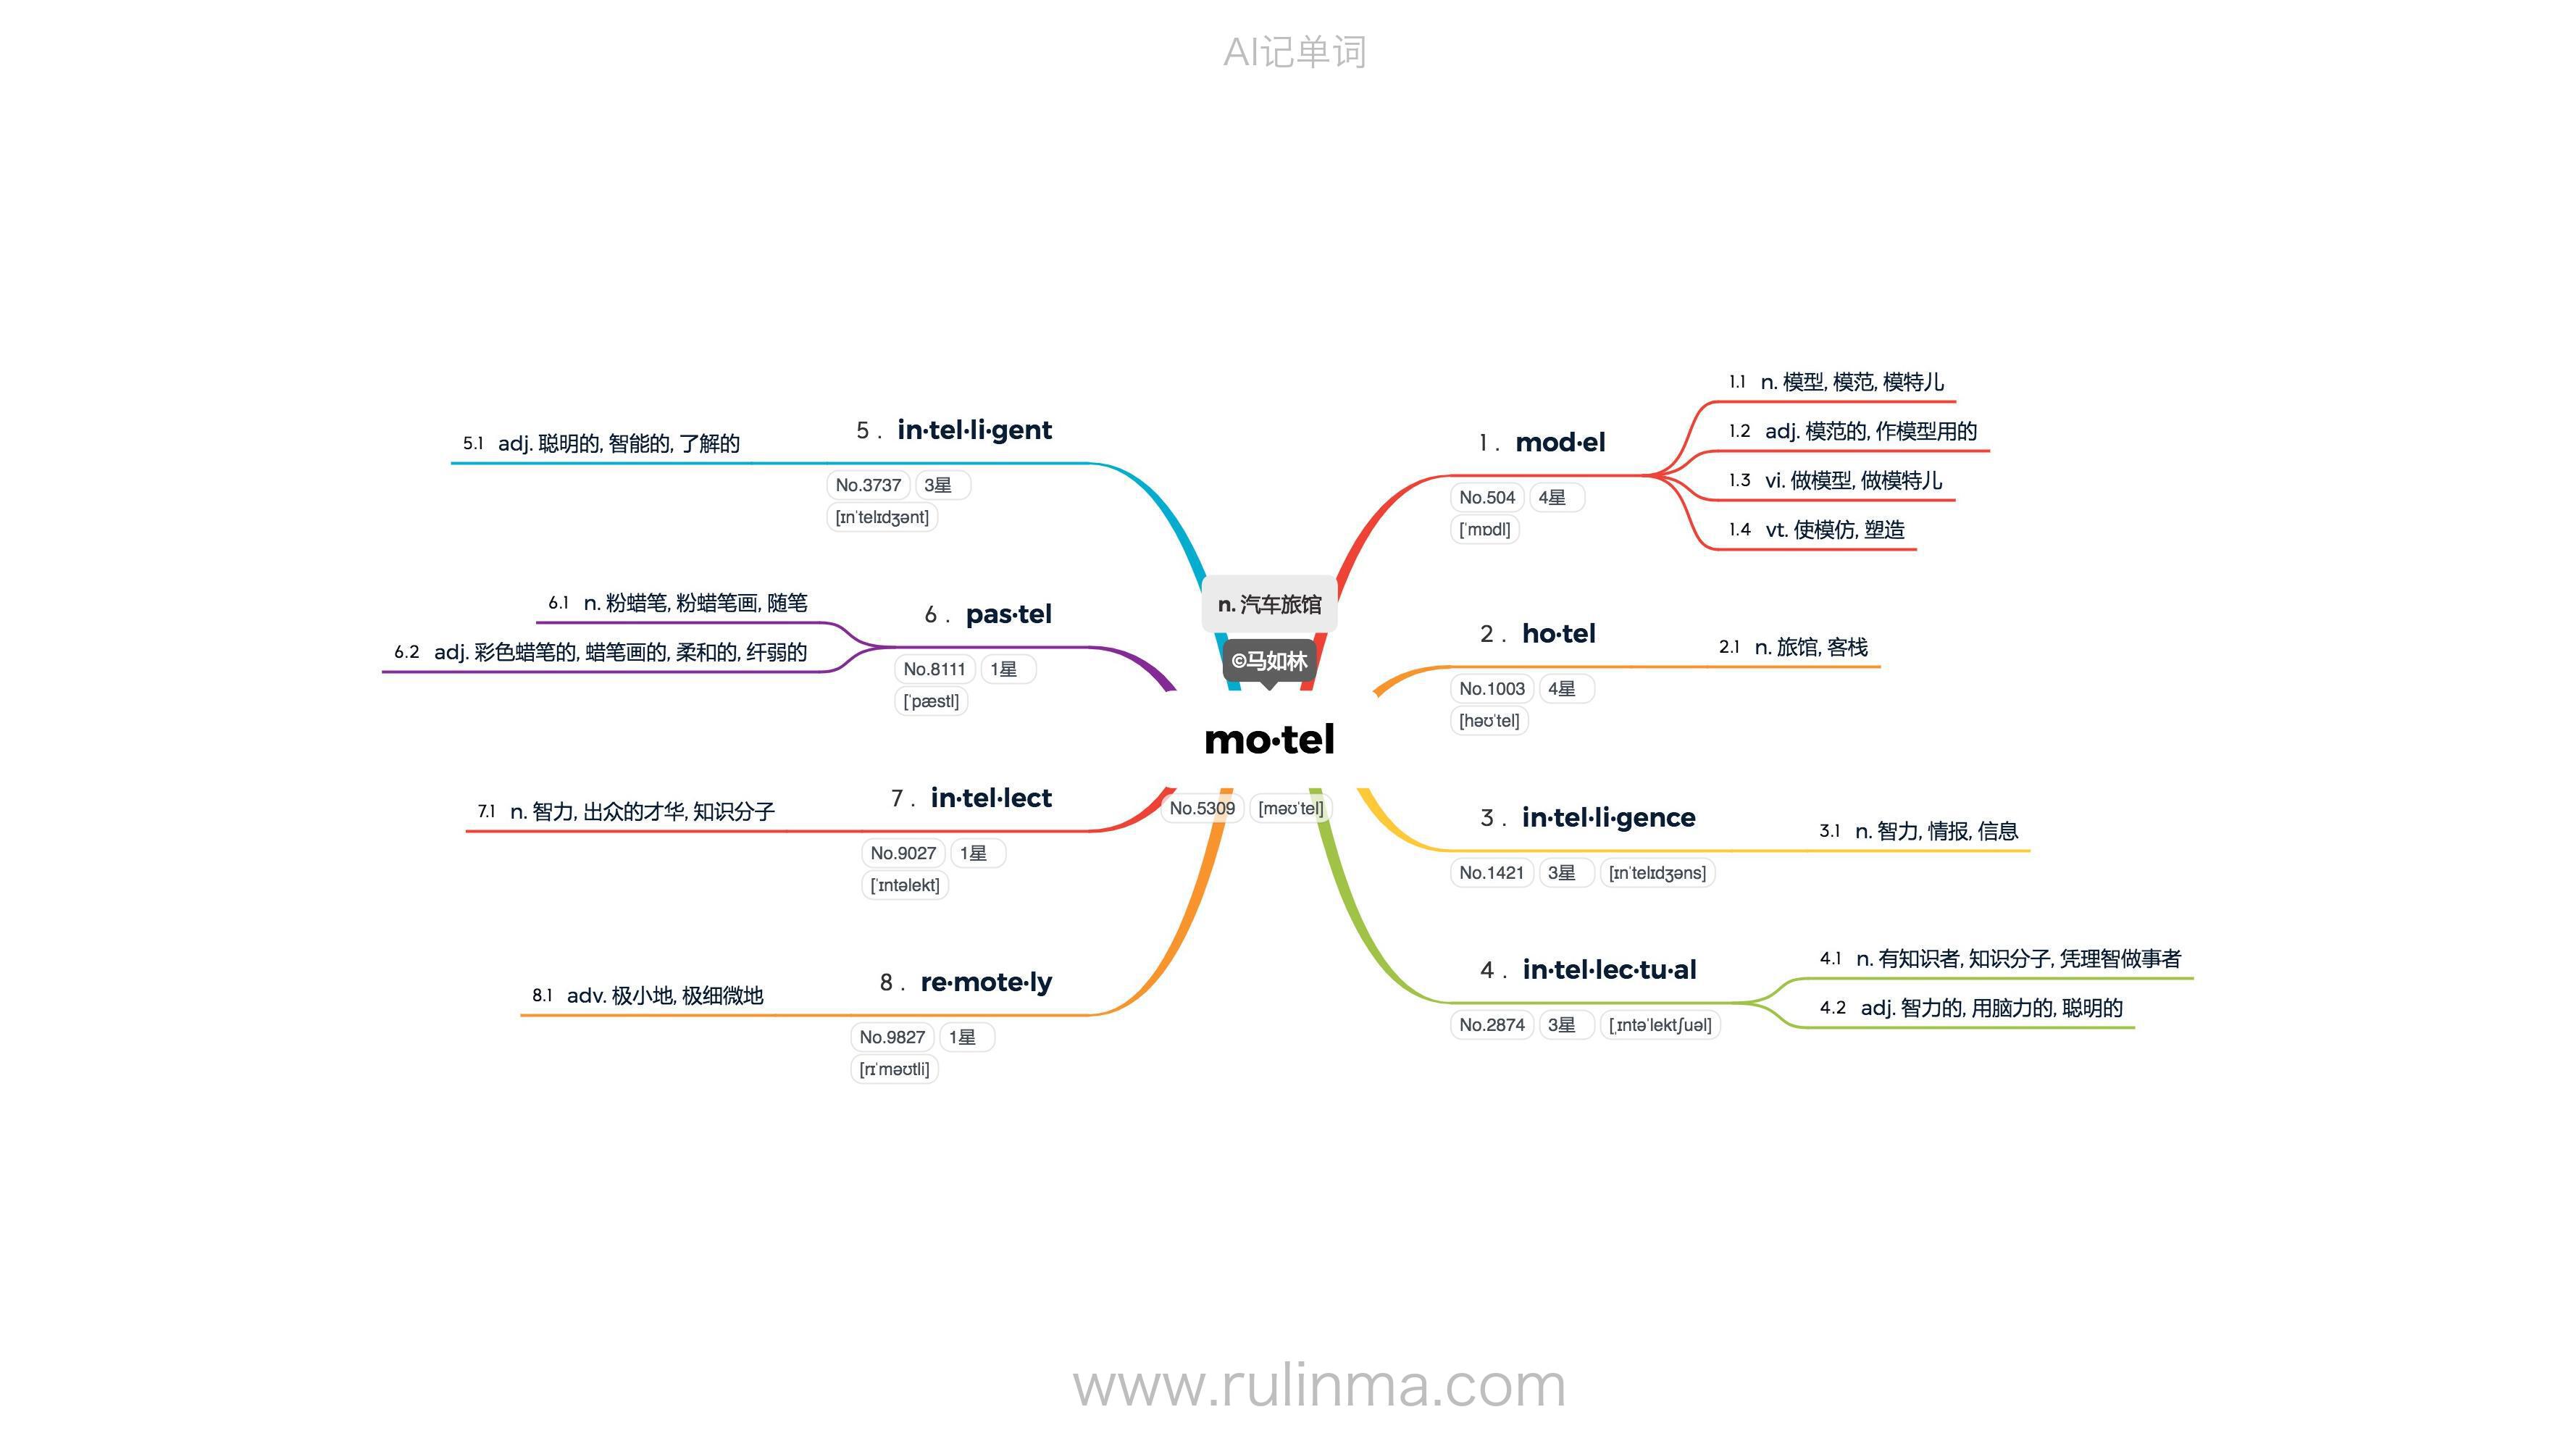 AI记单词
n. 汽车旅馆
©马如林
mo·tel
No.5309 [məʊˈtel]
1 . mod·el
No.504 4星
[ˈmɒdl]
1.1 n. 模型, 模范, 模特儿
1.2 adj. 模范的, 作模型用的
1.3 vi. 做模型, 做模特儿
1.4 vt. 使模仿, 塑造
2 . ho·tel
No.1003 4星
[həʊˈtel]
2.1 n. 旅馆, 客栈
3 . in·tel·li·gence
No.1421 3星 [ɪnˈtelɪdʒəns]
3.1 n. 智力, 情报, 信息
4 . in·tel·lec·tu·al
No.2874 3星 [ˌɪntəˈlektʃuəl]
4.1 n. 有知识者, 知识分子, 凭理智做事者
4.2 adj. 智力的, 用脑力的, 聪明的
5 . in·tel·li·gent
No.3737 3星
[ɪnˈtelɪdʒənt]
5.1 adj. 聪明的, 智能的, 了解的
6 . pas·tel
No.8111 1星
[ˈpæstl]
6.1 n. 粉蜡笔, 粉蜡笔画, 随笔
6.2 adj. 彩色蜡笔的, 蜡笔画的, 柔和的, 纤弱的
7 . in·tel·lect
No.9027 1星
[ˈɪntəlekt]
7.1 n. 智力, 出众的才华, 知识分子
8 . re·mote·ly
No.9827 1星
[rɪˈməʊtli]
8.1 adv. 极小地, 极细微地
www.rulinma.com